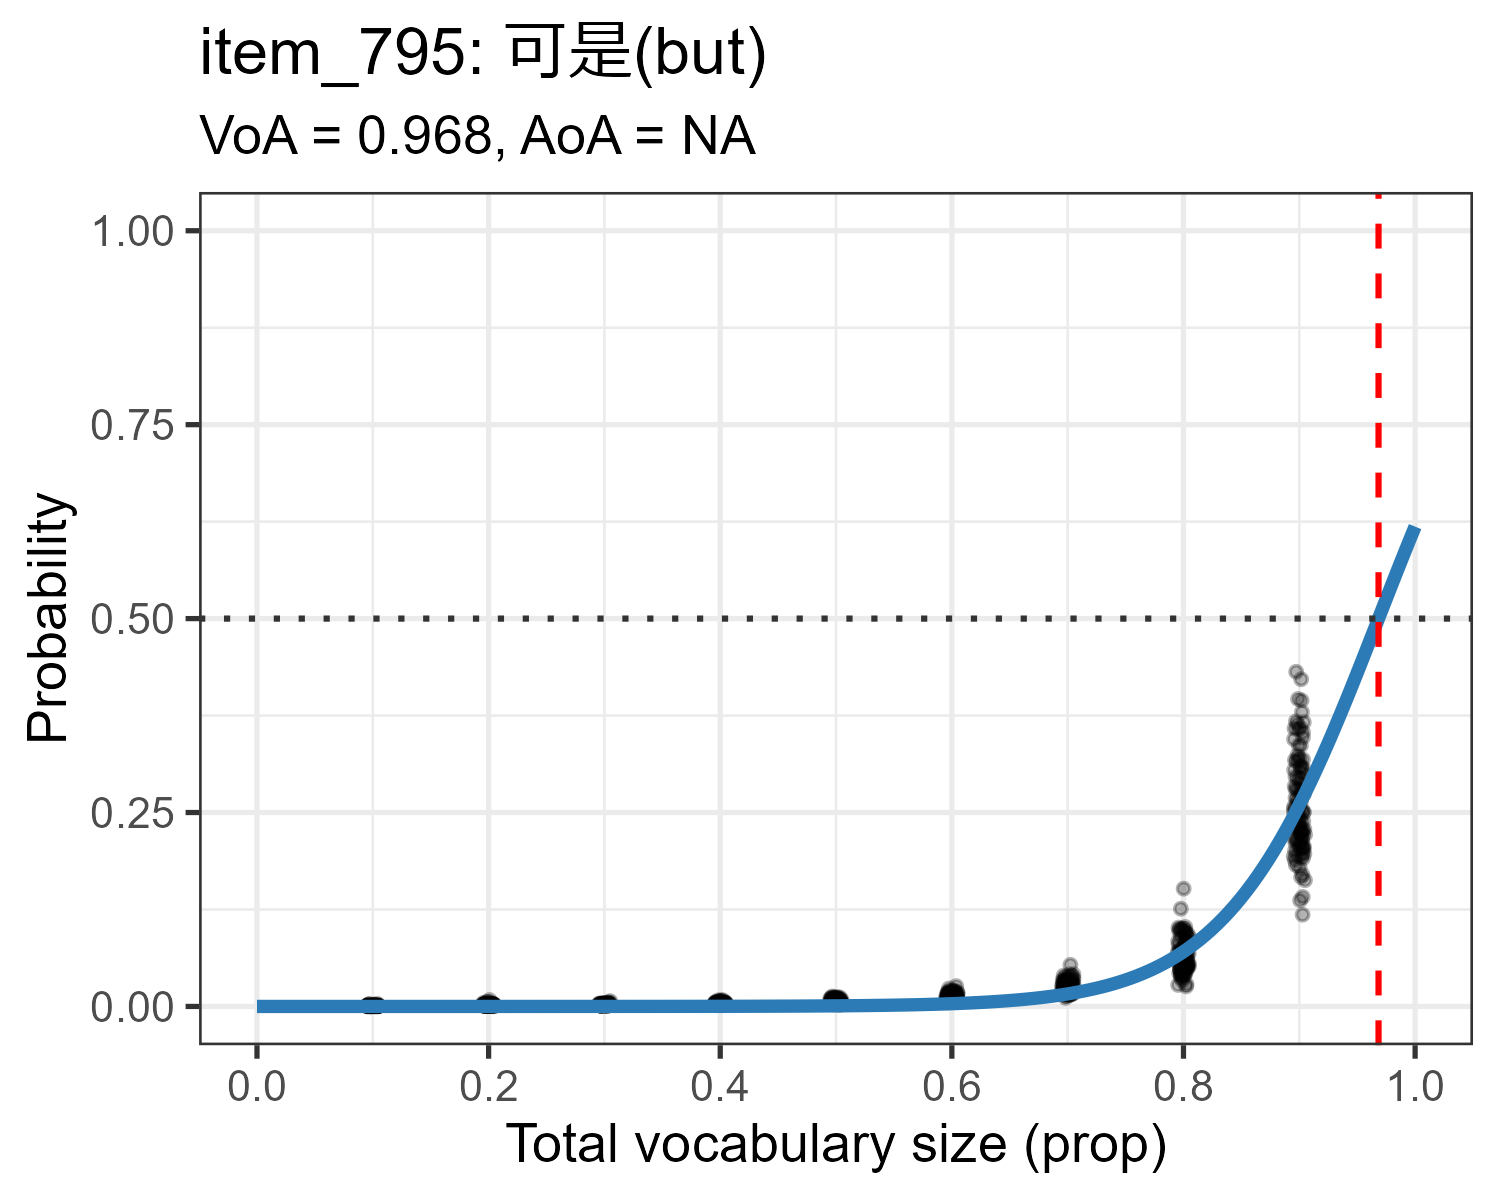 item_795: 可是(but)
VoA = 0.968, AoA = NA
1.00
0.75
0.50
0.25
0.00
Probability
0.0 0.2 0.4 0.6 0.8 1.0
Total vocabulary size (prop)